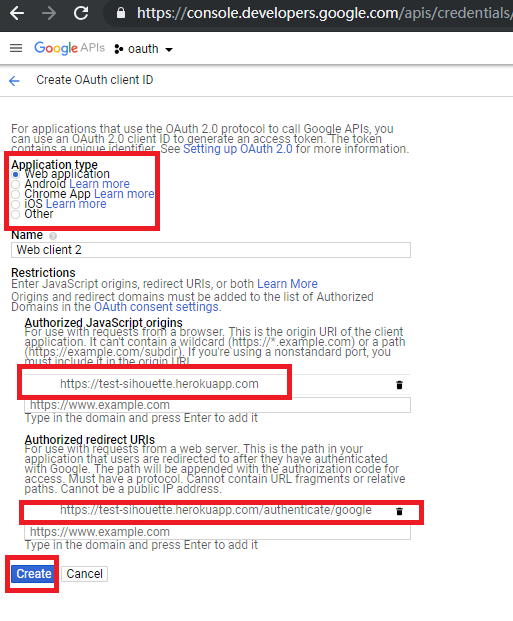 https://console.developers.google.com/apis/credentials/
Google APIs oauth
Create OAuth client ID
For applications that use the OAuth 2.0 protocol to call Google APIs, you
can use an OAuth 2.0 client ID to generate an access token. The token
contains a unique identifier. See Setting up OAuth 2.0 for more information.
Application type
Web application
Android Learn more
Chrome App Learn more
iOS Learn more
Other
Name
Web client 2
Restrictions
Enter JavaScript origins, redirect URIs, or both Learn More
Origins and redirect domains must be added to the list of Authorized
Domains in the OAuth consent settings.
Authorized JavaScript origins
For use with requests from a browser. This is the origin URI of the client
application. It can't contain a wildcard (https://*.example.com) or a path
(https://example.com/subdir). If you're using a nonstandard port, you
must include it in the origin URI.
https://test-sihouette.herokuapp.com
https://www.example.com
Type in the domain and press Enter to add it
Authorized redirect URIs
For use with requests from a web server. This is the path in your
application that users are redirected to after they have authenticated
with Google. The path will be appended with the authorization code for
access. Must have a protocol. Cannot contain URL fragments or relative
paths. Cannot be a public IP address.
https://test-sihouette.herokuapp.com/authenticate/google
https://www.example.com
Type in the domain and press Enter to add it
Create Cancel